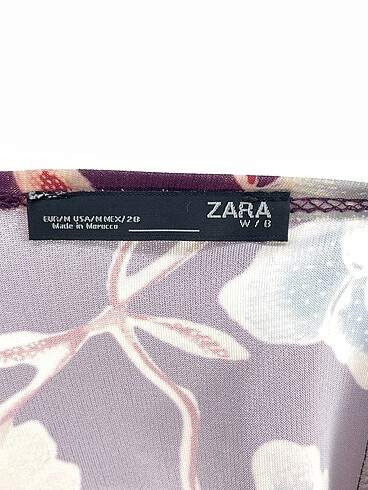 ZARA
W/B
EUR/M USA/M MEX/28
Made in Morocco